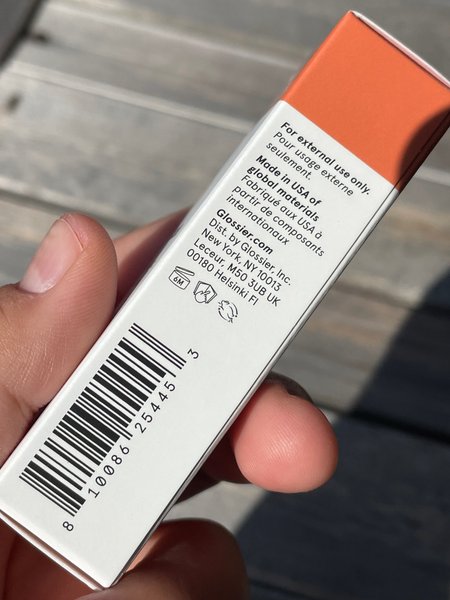 For external use only.
Pour usage externe
seulement.
Made in USA of
global materials
Fabriqué aux USA à
partir de composants
internationaux
Glossier.com
Dist. by Glossier, Inc.
New York, NY 10013
Leceur, M50 3UB UK
00180 Helsinki FI
6M
8 10086 25445 3